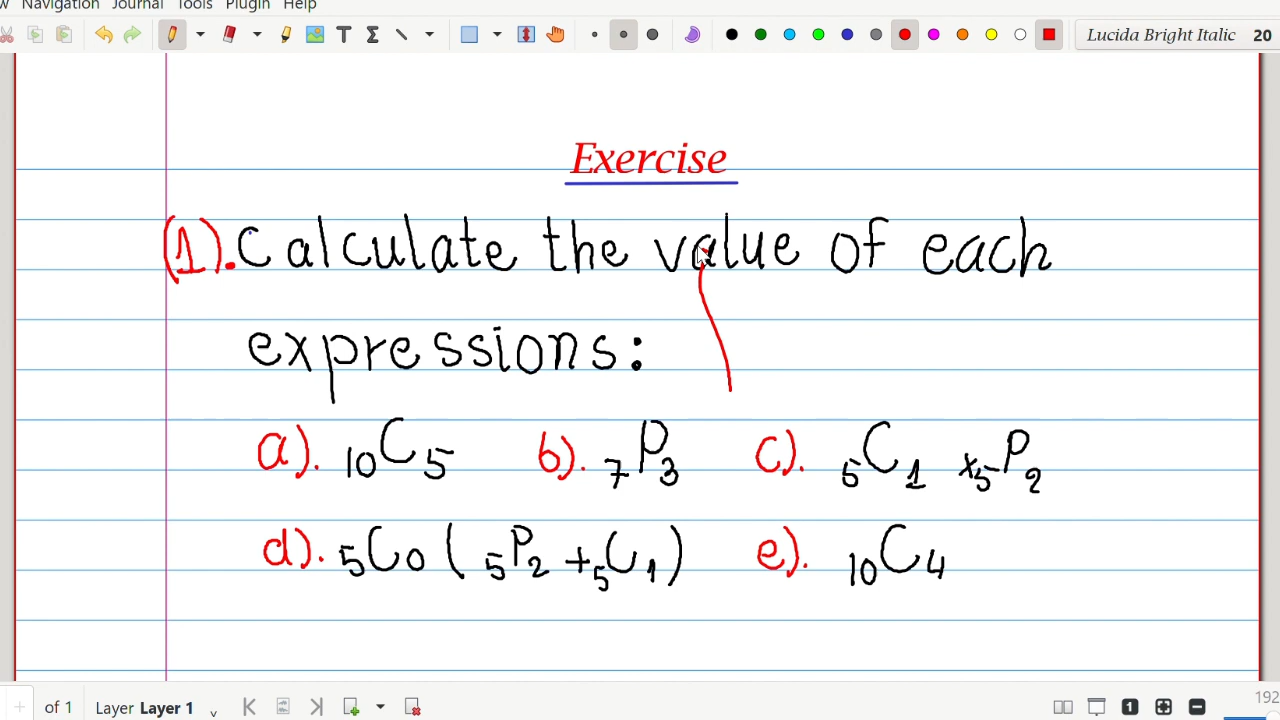 Navigation Journal Tools Plugin Help
Lucida Bright Italic 20
Exercise
(1). Calculate the value of each
expressions:
a). ₁₀C₅ b). ₇P₃ c). ₅C₁ ×₅P₂
d). ₅C₀ ( ₅P₂ + ₅C₁ ) e). ₁₀C₄
of 1 Layer Layer 1 192